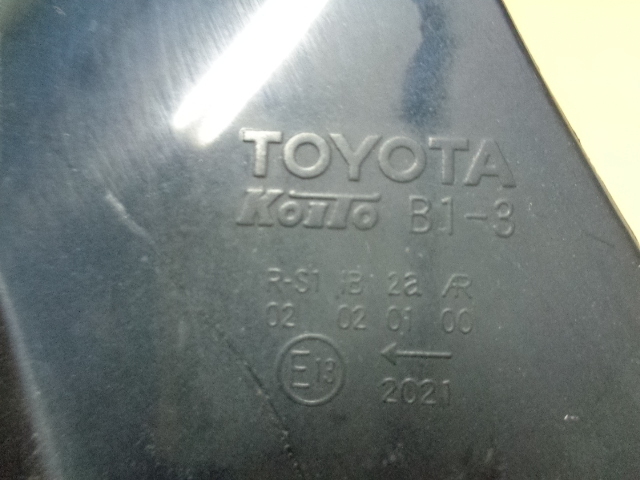 TOYOTA
KOITO B1-3
R-S1 IB 2a AR
02 02 01 00
E13 ←
2021